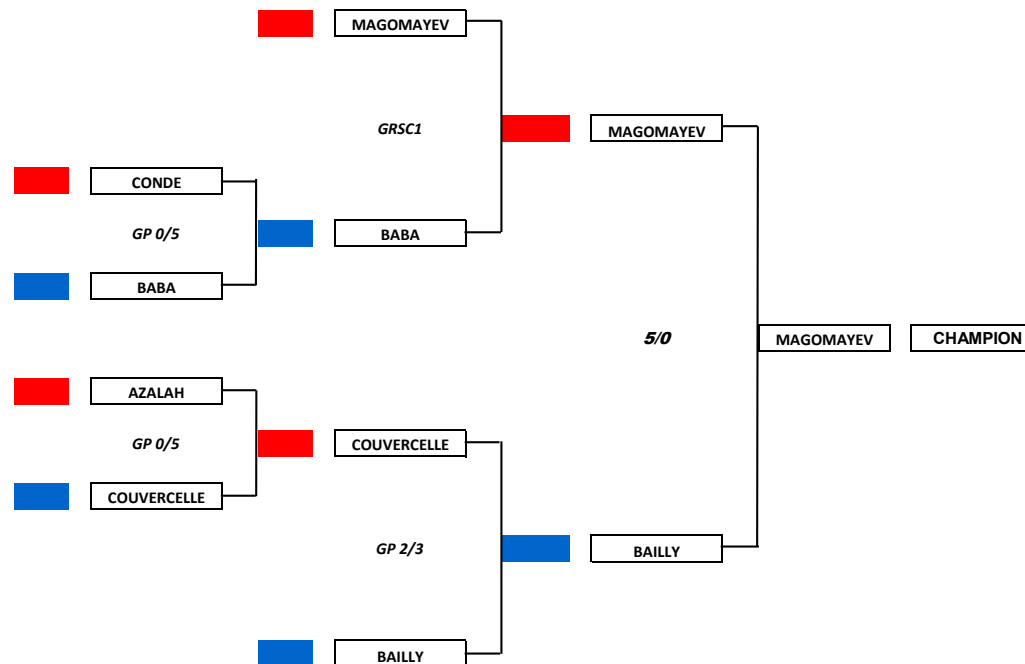 MAGOMAYEV
GRSC1
MAGOMAYEV
CONDE
GP 0/5
BABA
BABA
5/0
MAGOMAYEV
CHAMPION
AZALAH
GP 0/5
COUVERCELLE
COUVERCELLE
GP 2/3
BAILLY
BAILLY